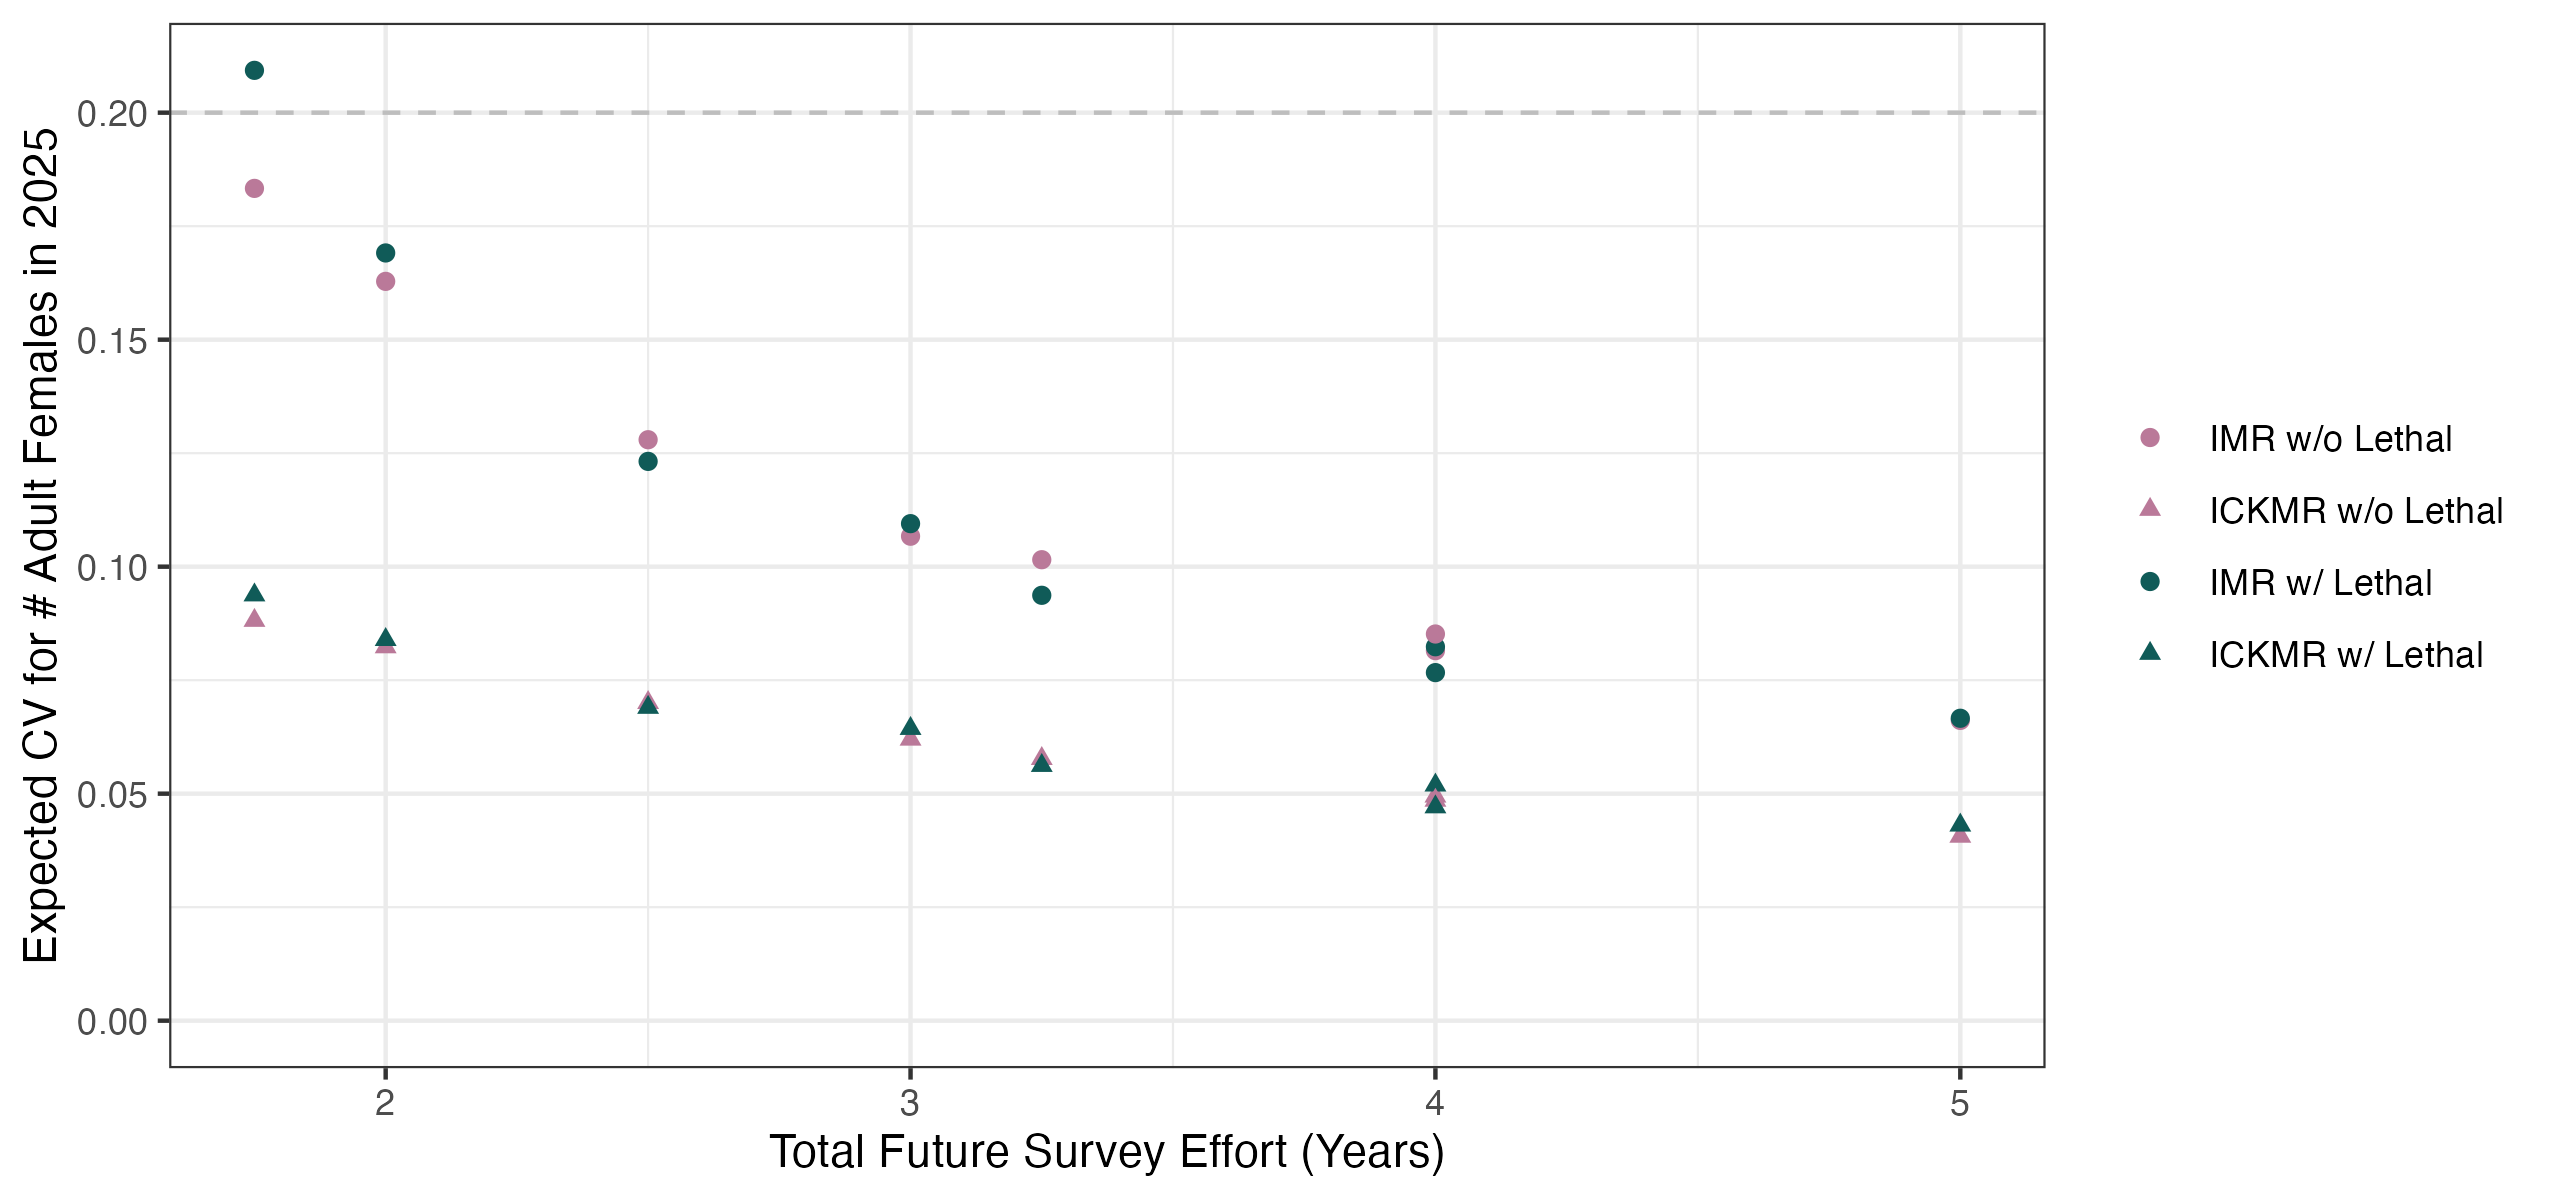 Expected CV for # Adult Females in 2025
0.20
0.15
0.10
0.05
0.00
2 3 4 5
Total Future Survey Effort (Years)
IMR w/o Lethal
ICKMR w/o Lethal
IMR w/ Lethal
ICKMR w/ Lethal